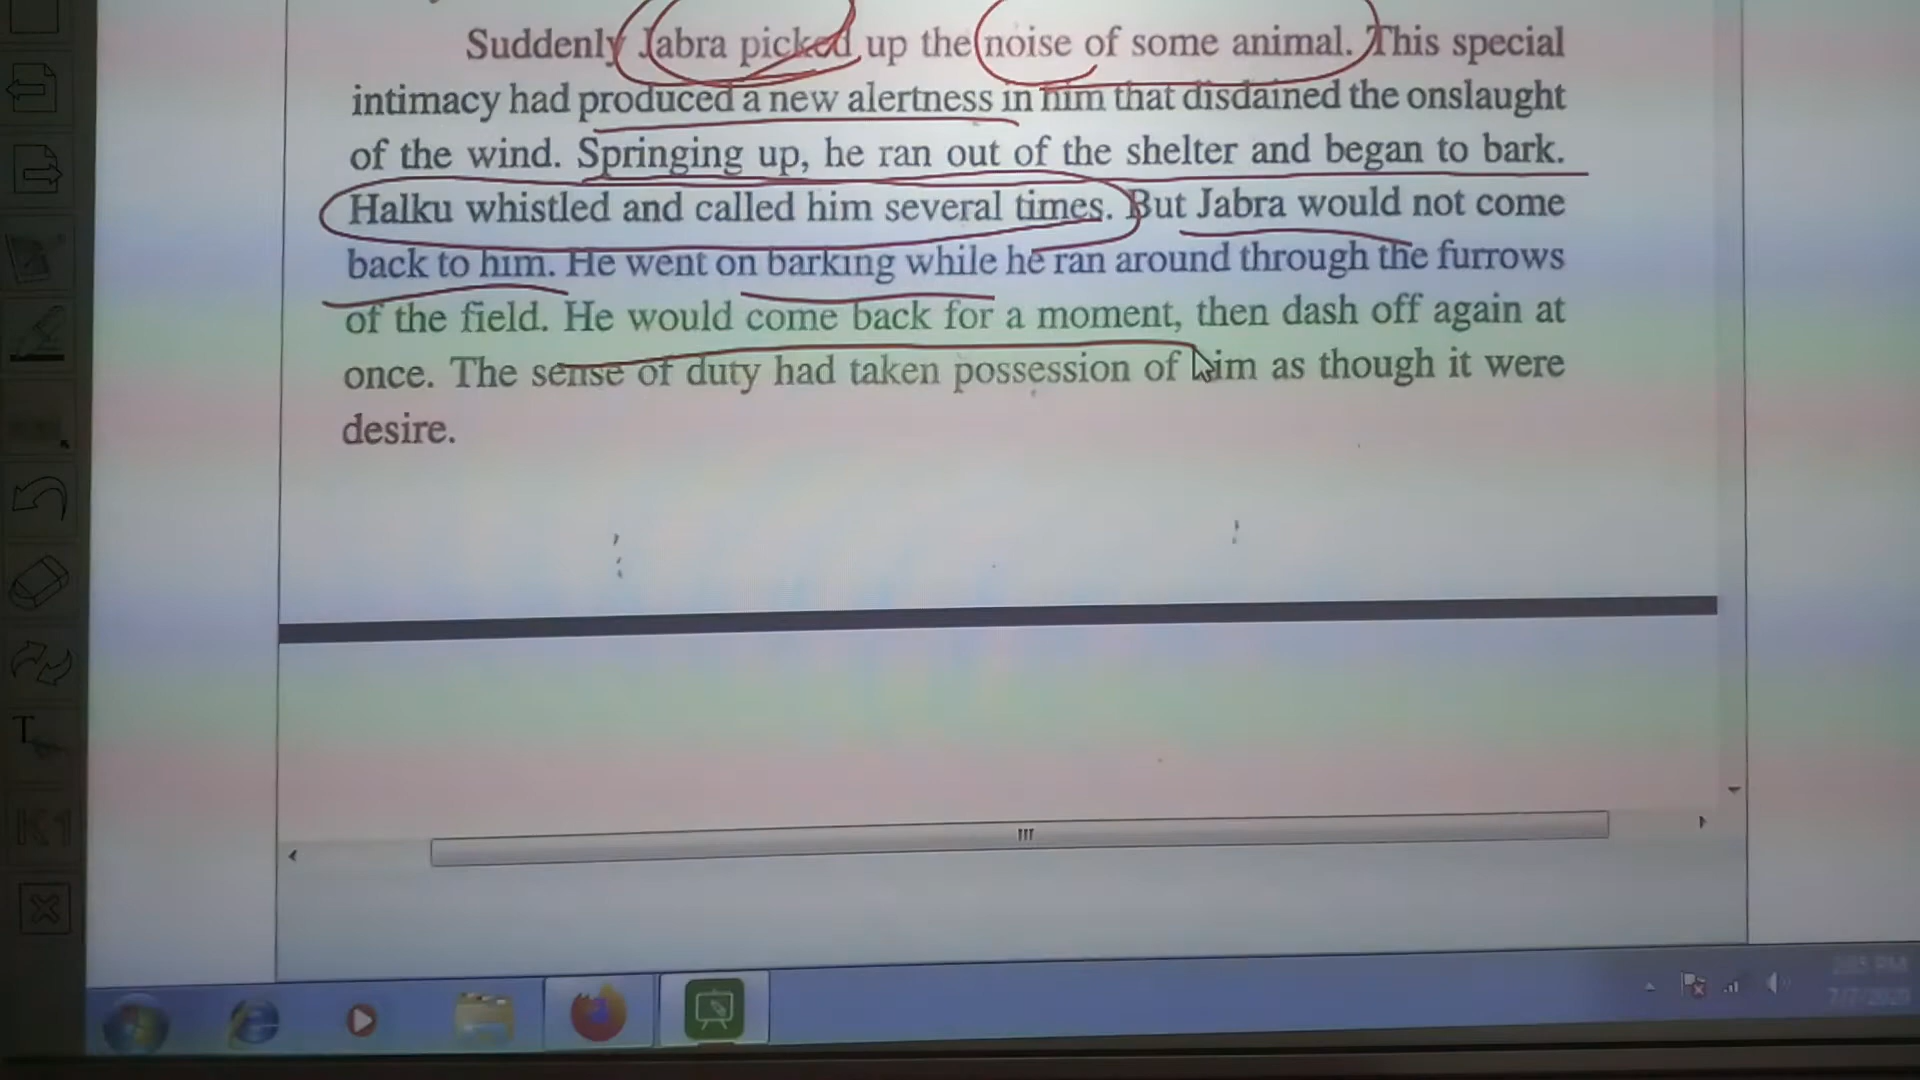 Suddenly Jabra picked up the noise of some animal. This special
intimacy had produced a new alertness in him that disdained the onslaught
of the wind. Springing up, he ran out of the shelter and began to bark.
Halku whistled and called him several times. But Jabra would not come
back to him. He went on barking while he ran around through the furrows
of the field. He would come back for a moment, then dash off again at
once. The sense of duty had taken possession of him as though it were
desire.
T
K1